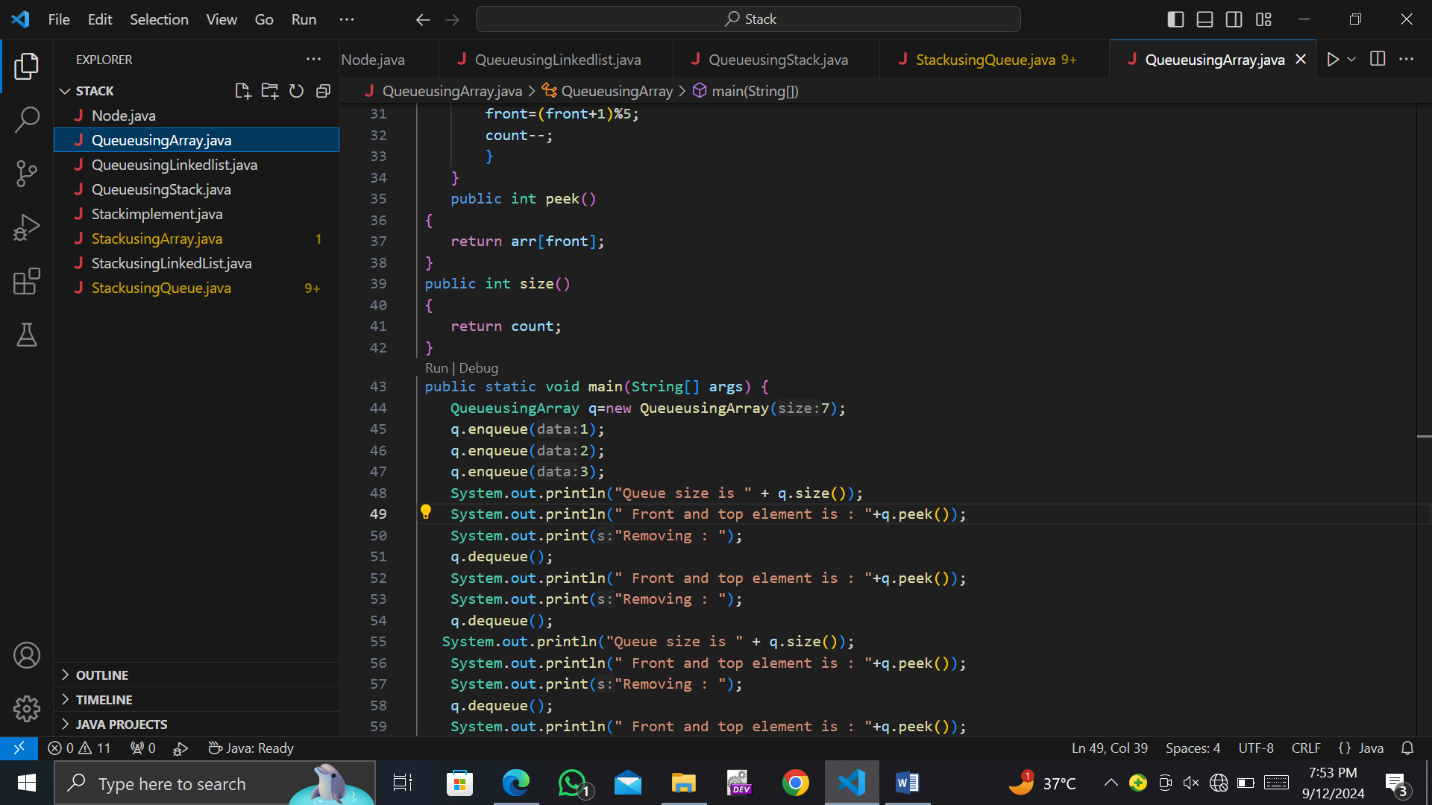 File Edit Selection View Go Run ··· Stack
EXPLORER ···
Node.java QueueusingLinkedlist.java QueueusingStack.java StackusingQueue.java 9+ QueueusingArray.java
STACK
QueueusingArray.java > QueueusingArray > main(String[])
Node.java
QueueusingArray.java
QueueusingLinkedlist.java
QueueusingStack.java
Stackimplement.java
StackusingArray.java 1
StackusingLinkedList.java
StackusingQueue.java 9+
OUTLINE
TIMELINE
JAVA PROJECTS
31 front=(front+1)%5;
32 count--;
33 }
34 }
35 public int peek()
36 {
37 return arr[front];
38 }
39 public int size()
40 {
41 return count;
42 }
Run | Debug
43 public static void main(String[] args) {
44 QueueusingArray q=new QueueusingArray(size:7);
45 q.enqueue(data:1);
46 q.enqueue(data:2);
47 q.enqueue(data:3);
48 System.out.println("Queue size is " + q.size());
49 System.out.println(" Front and top element is : "+q.peek());
50 System.out.print(s:"Removing : ");
51 q.dequeue();
52 System.out.println(" Front and top element is : "+q.peek());
53 System.out.print(s:"Removing : ");
54 q.dequeue();
55 System.out.println("Queue size is " + q.size());
56 System.out.println(" Front and top element is : "+q.peek());
57 System.out.print(s:"Removing : ");
58 q.dequeue();
59 System.out.println(" Front and top element is : "+q.peek());
0 11 0 Java: Ready Ln 49, Col 39 Spaces: 4 UTF-8 CRLF {} Java
Type here to search DEV 1 1 37°C 7:53 PM 3
9/12/2024